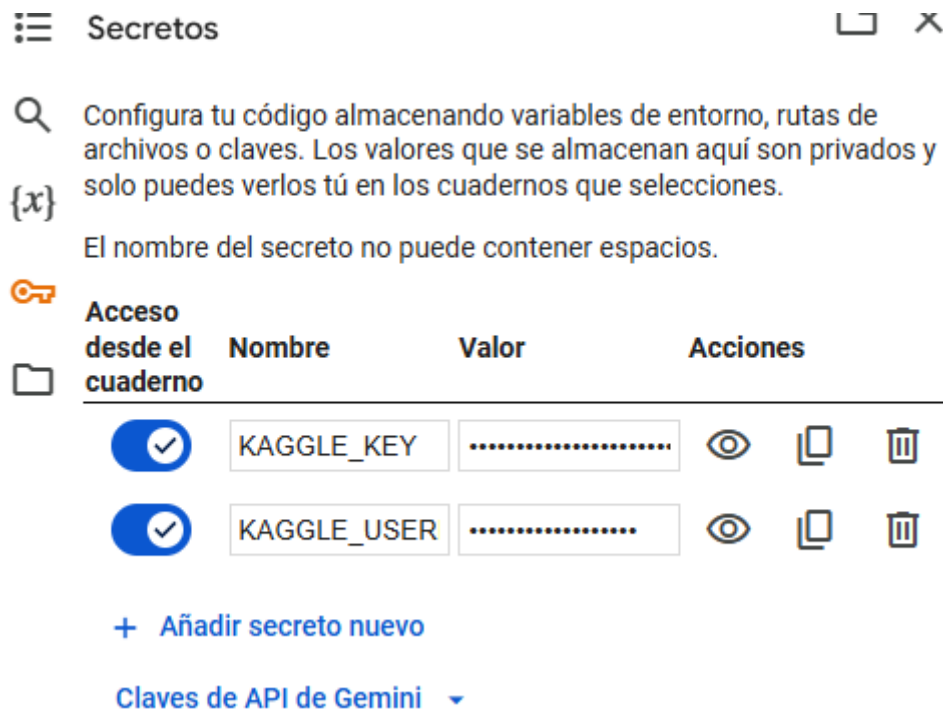 Secretos
Configura tu código almacenando variables de entorno, rutas de
archivos o claves. Los valores que se almacenan aquí son privados y
solo puedes verlos tú en los cuadernos que selecciones.
{x}
El nombre del secreto no puede contener espacios.
Acceso
desde el
cuaderno
Nombre
Valor
Acciones
KAGGLE_KEY
KAGGLE_USER
+ Añadir secreto nuevo
Claves de API de Gemini